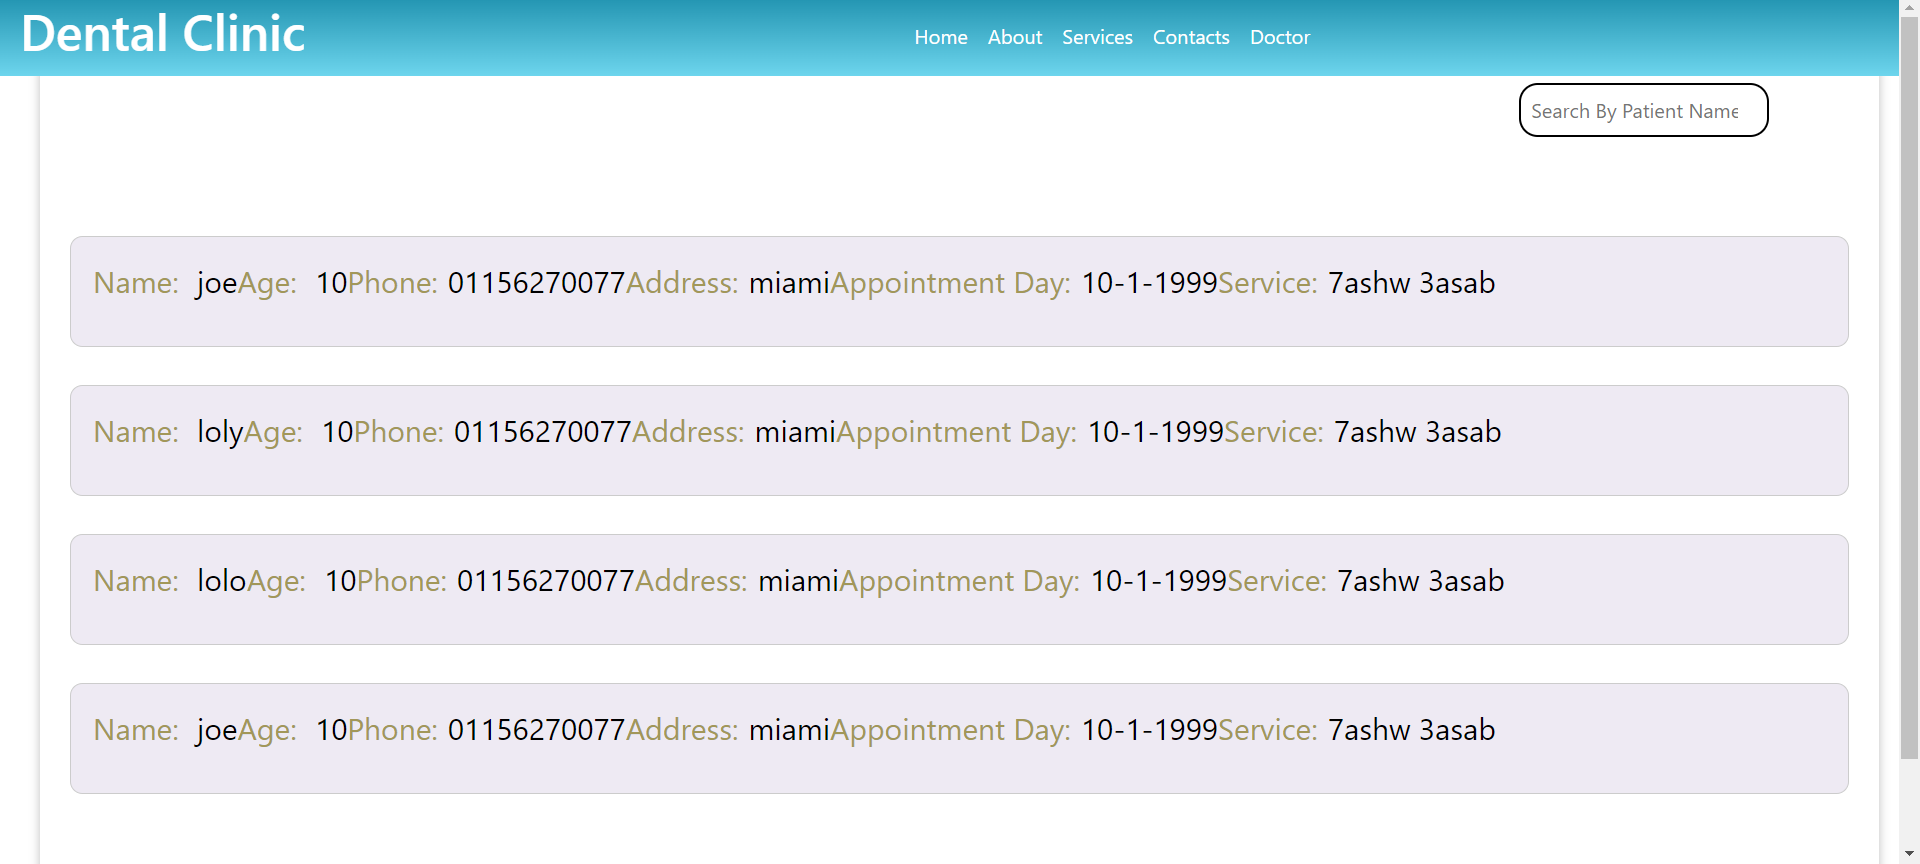 Dental Clinic
Home About Services Contacts Doctor
Search By Patient Name
Name: joeAge: 10Phone: 01156270077Address: miamiAppointment Day: 10-1-1999Service: 7ashw 3asab
Name: lolyAge: 10Phone: 01156270077Address: miamiAppointment Day: 10-1-1999Service: 7ashw 3asab
Name: loloAge: 10Phone: 01156270077Address: miamiAppointment Day: 10-1-1999Service: 7ashw 3asab
Name: joeAge: 10Phone: 01156270077Address: miamiAppointment Day: 10-1-1999Service: 7ashw 3asab